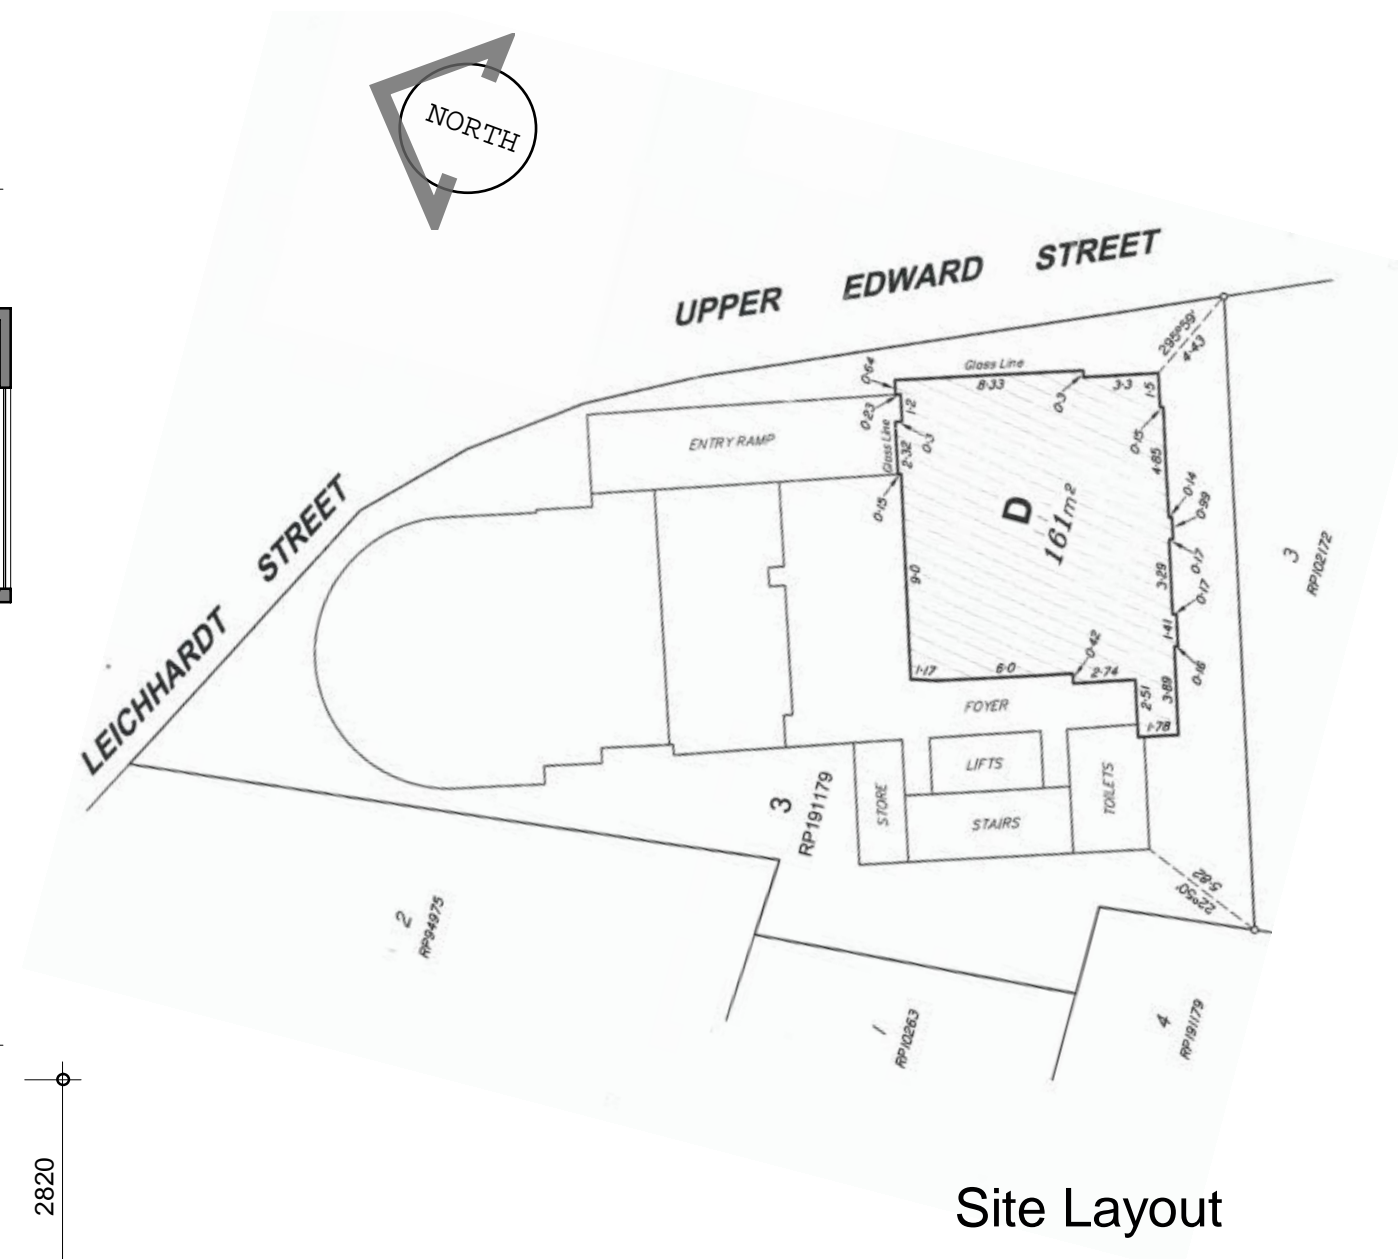 NORTH
UPPER EDWARD STREET
LEICHHARDT STREET
295°59'
4·43
Glass Line
8·33
0·3
3·3
1·5
0·64
0·23
1·2
Glass Line
2·32
0·3
0·15
ENTRY RAMP
0·15
4·85
0·14
0·99
0·17
3·29
0·17
1·41
0·16
3·89
D
161m2
9·0
1·17
6·0
0·42
2·74
2·51
1·78
FOYER
LIFTS
STORE
STAIRS
TOILETS
3
RP102172
3
RP191179
22°50'
5·82
2
RP94975
1
RP10263
4
RP191179
2820
Site Layout